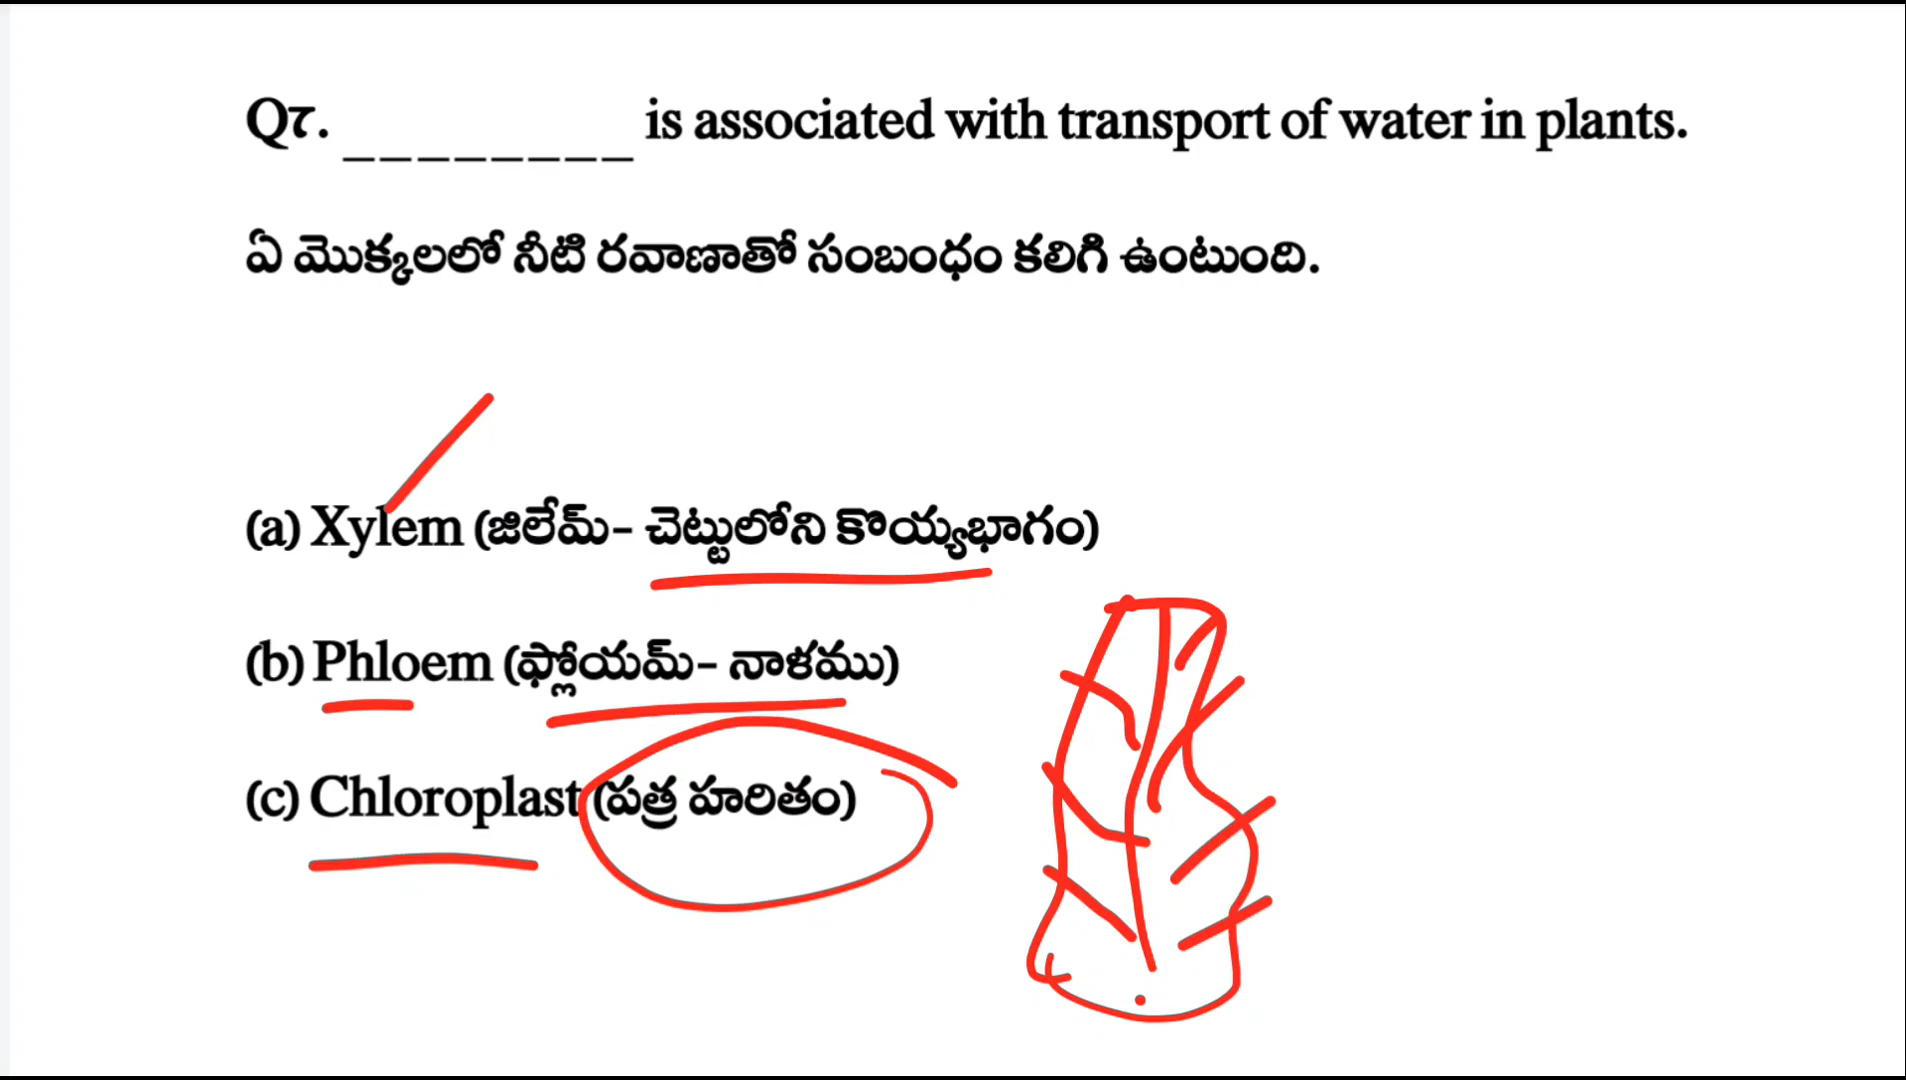 Q7. ________ is associated with transport of water in plants.
ఏ మొక్కలలో నీటి రవాణాతో సంబంధం కలిగి ఉంటుంది.
(a) Xylem (జిలేమ్- చెట్టులోని కొయ్యభాగం)
(b) Phloem (ఫ్లోయమ్- నాళము)
(c) Chloroplast (పత్ర హరితం)